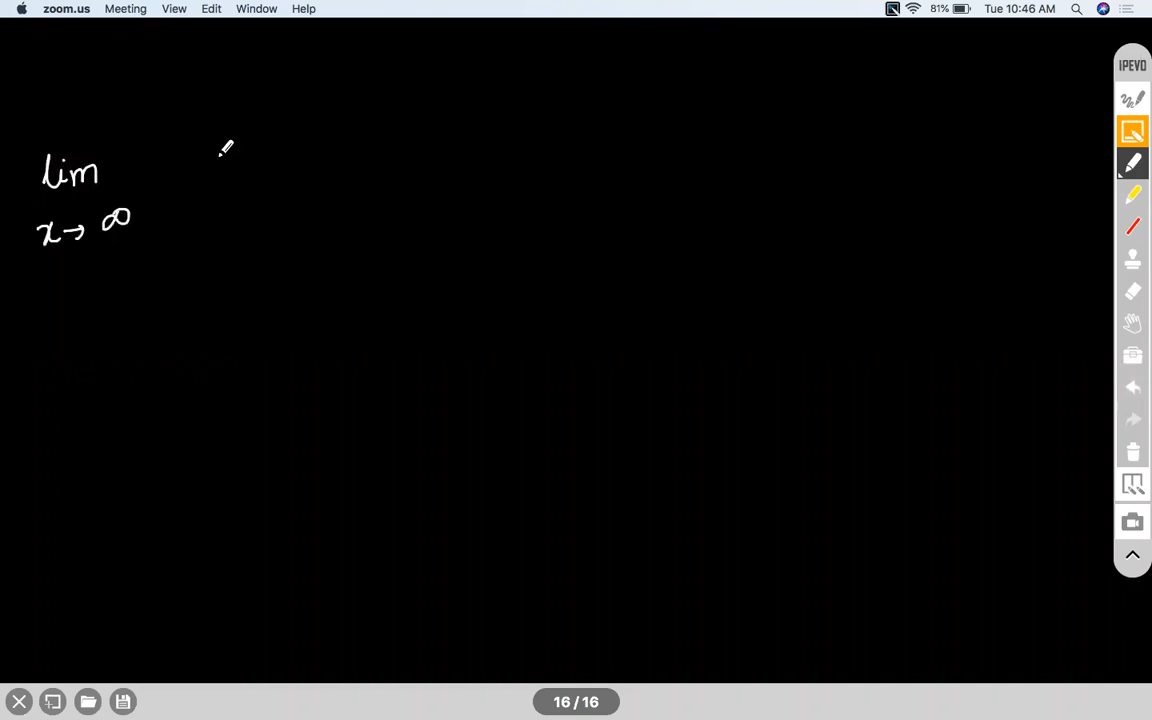 zoom.us Meeting View Edit Window Help 81% Tue 10:46 AM
IPEVO
lim
x→ ∞
16 / 16